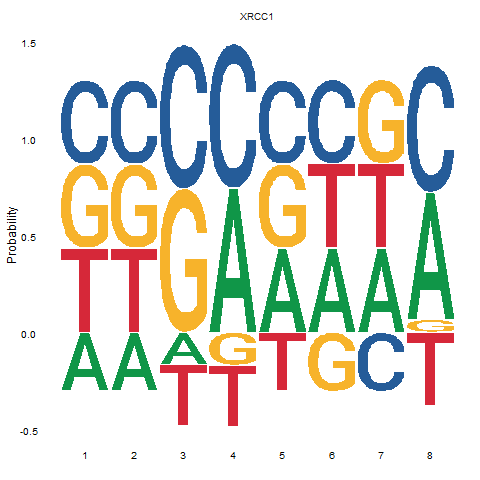 XRCC1
1.5
1.0
0.5
0.0
-0.5
Probability
C C C C C C G C
G G G A G T T A
T T A G A A A G
A A T T T G C T
1 2 3 4 5 6 7 8